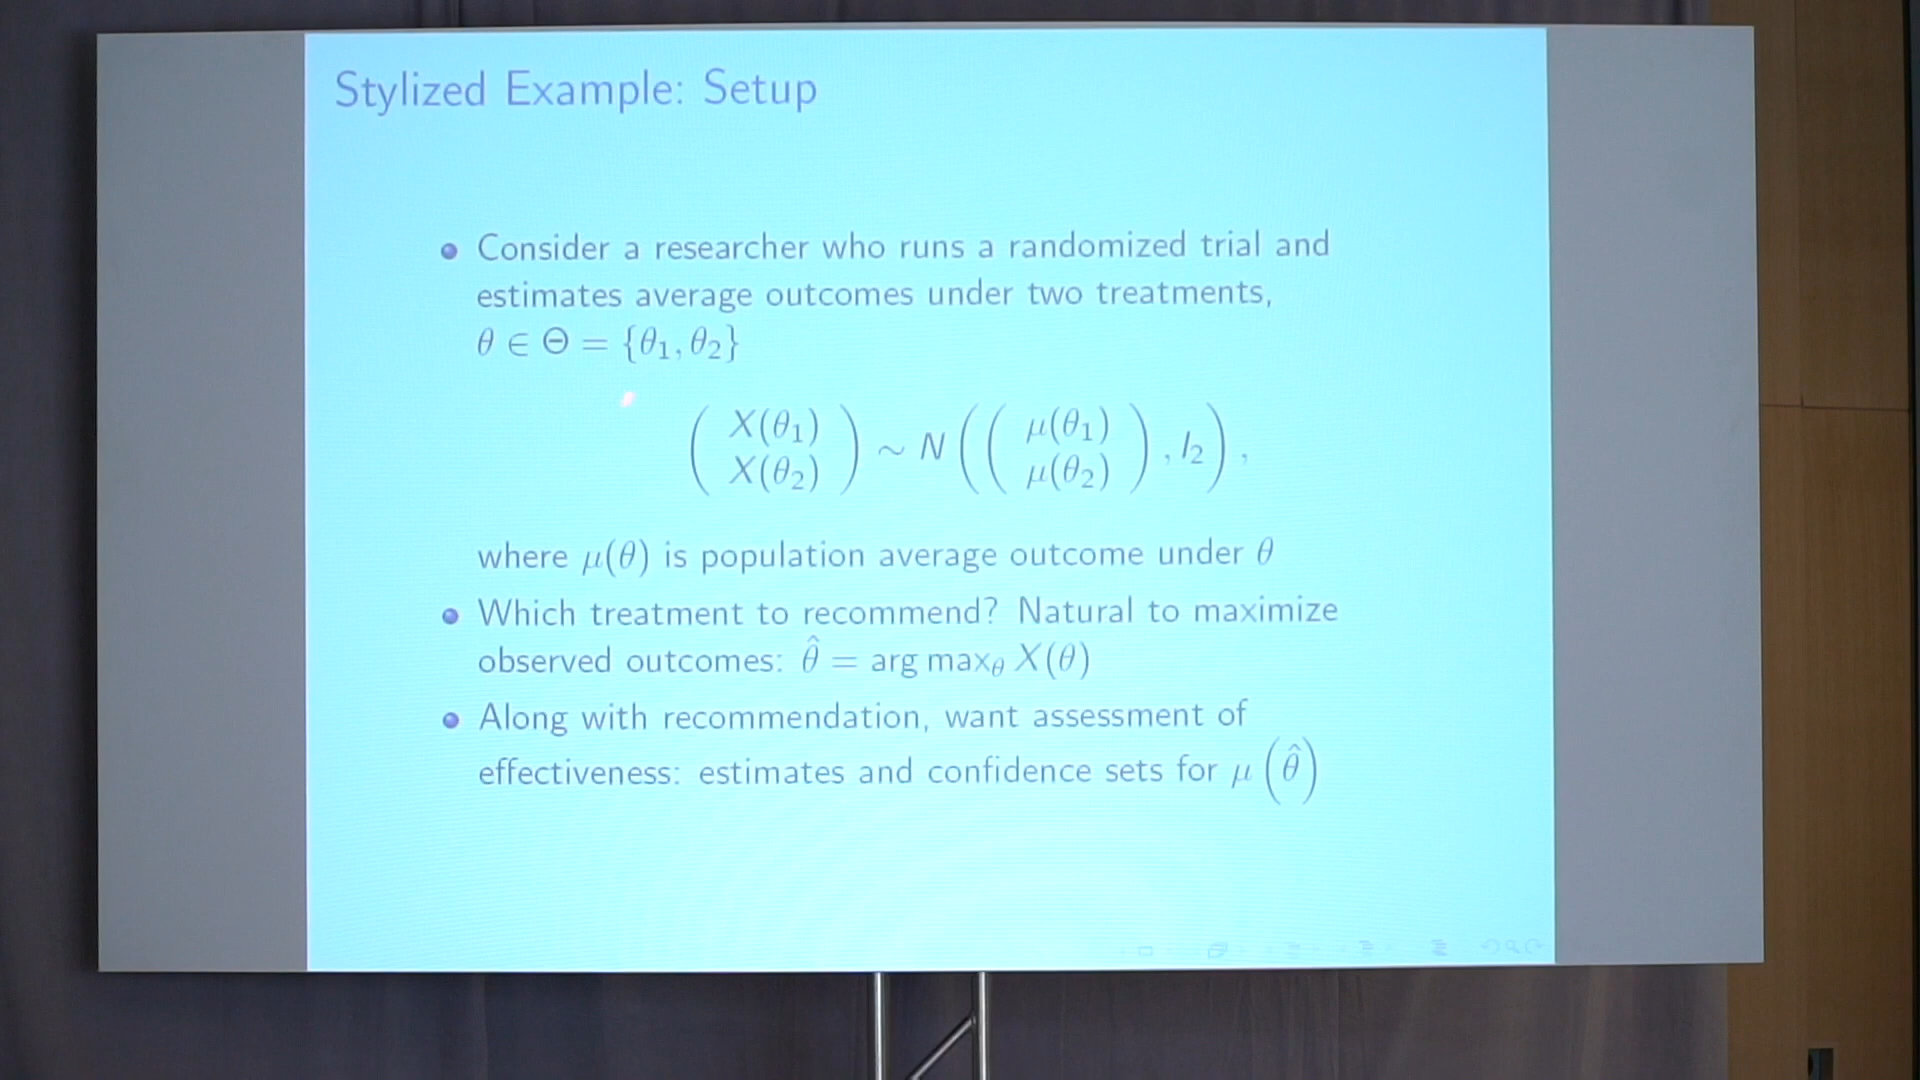 Stylized Example: Setup
Consider a researcher who runs a randomized trial and
estimates average outcomes under two treatments,
θ ∈ Θ = {θ₁, θ₂}
( X(θ₁) X(θ₂) ) ~ N ( ( μ(θ₁) μ(θ₂) ) , I₂ ) ,
where μ(θ) is population average outcome under θ
Which treatment to recommend? Natural to maximize
observed outcomes: θ̂ = arg max_θ X(θ)
Along with recommendation, want assessment of
effectiveness: estimates and confidence sets for μ (θ̂)